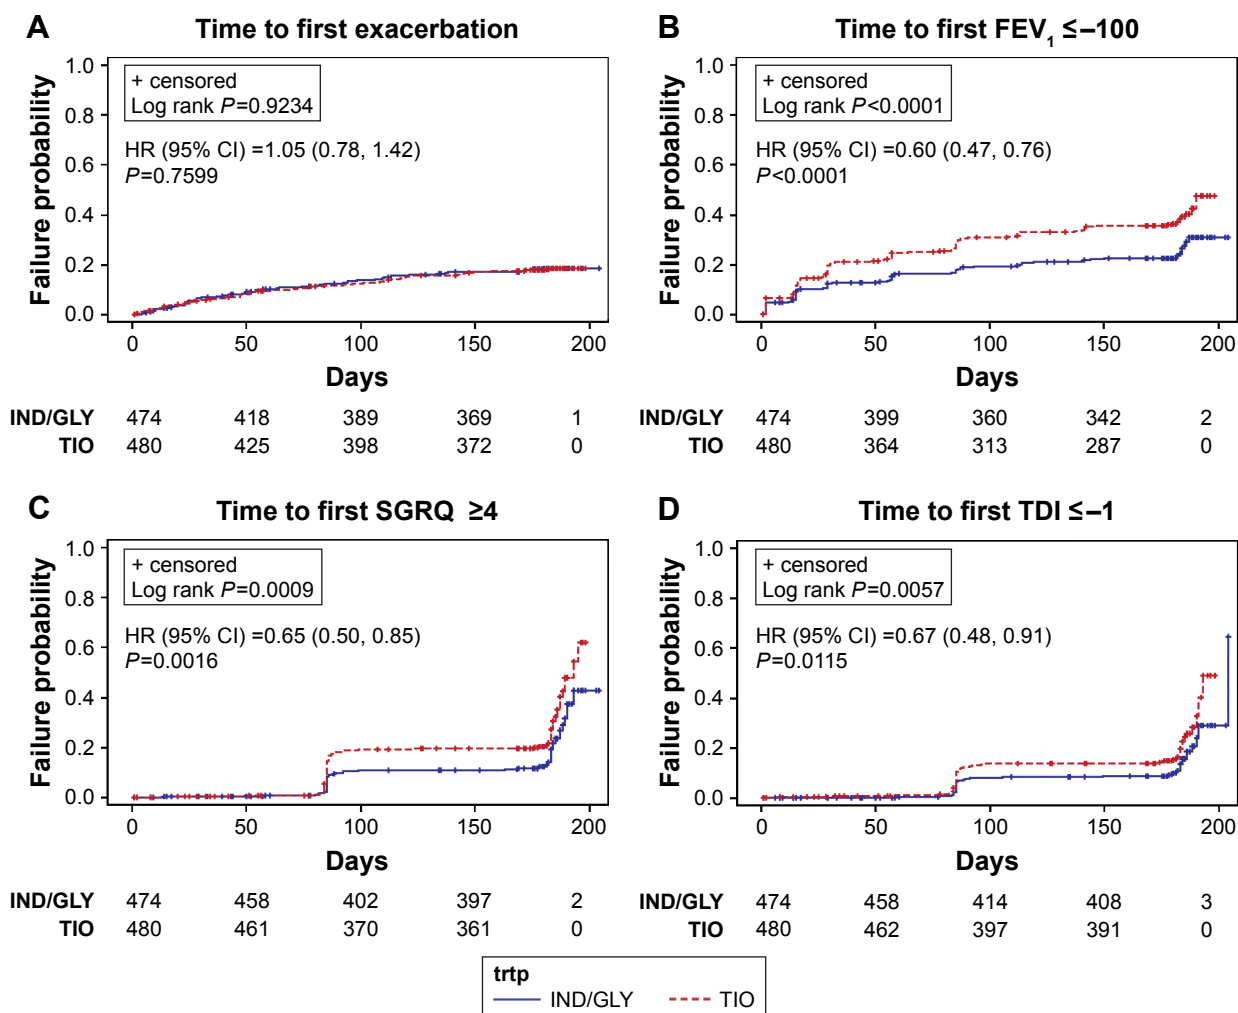 A Time to first exacerbation
Failure probability
1.0
0.8
0.6
0.4
0.2
0.0
+ censored
Log rank P=0.9234
HR (95% CI) =1.05 (0.78, 1.42)
P=0.7599
0 50 100 150 200
Days
IND/GLY 474 418 389 369 1
TIO 480 425 398 372 0
B Time to first FEV₁ ≤–100
Failure probability
1.0
0.8
0.6
0.4
0.2
0.0
+ censored
Log rank P<0.0001
HR (95% CI) =0.60 (0.47, 0.76)
P<0.0001
0 50 100 150 200
Days
IND/GLY 474 399 360 342 2
TIO 480 364 313 287 0
C Time to first SGRQ ≥4
Failure probability
1.0
0.8
0.6
0.4
0.2
0.0
+ censored
Log rank P=0.0009
HR (95% CI) =0.65 (0.50, 0.85)
P=0.0016
0 50 100 150 200
Days
IND/GLY 474 458 402 397 2
TIO 480 461 370 361 0
D Time to first TDI ≤–1
Failure probability
1.0
0.8
0.6
0.4
0.2
0.0
+ censored
Log rank P=0.0057
HR (95% CI) =0.67 (0.48, 0.91)
P=0.0115
0 50 100 150 200
Days
IND/GLY 474 458 414 408 3
TIO 480 462 397 391 0
trtp
IND/GLY TIO